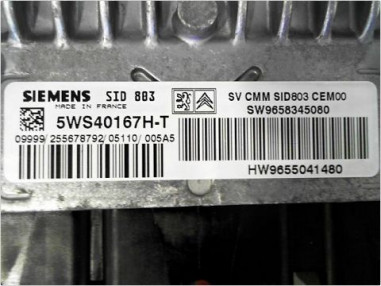 SIEMENS SID 803
MADE IN FRANCE
5WS40167H-T
09999/255678792/05110/005A5
SV CMM SID803 CEM00
SW9658345080
HW9655041480